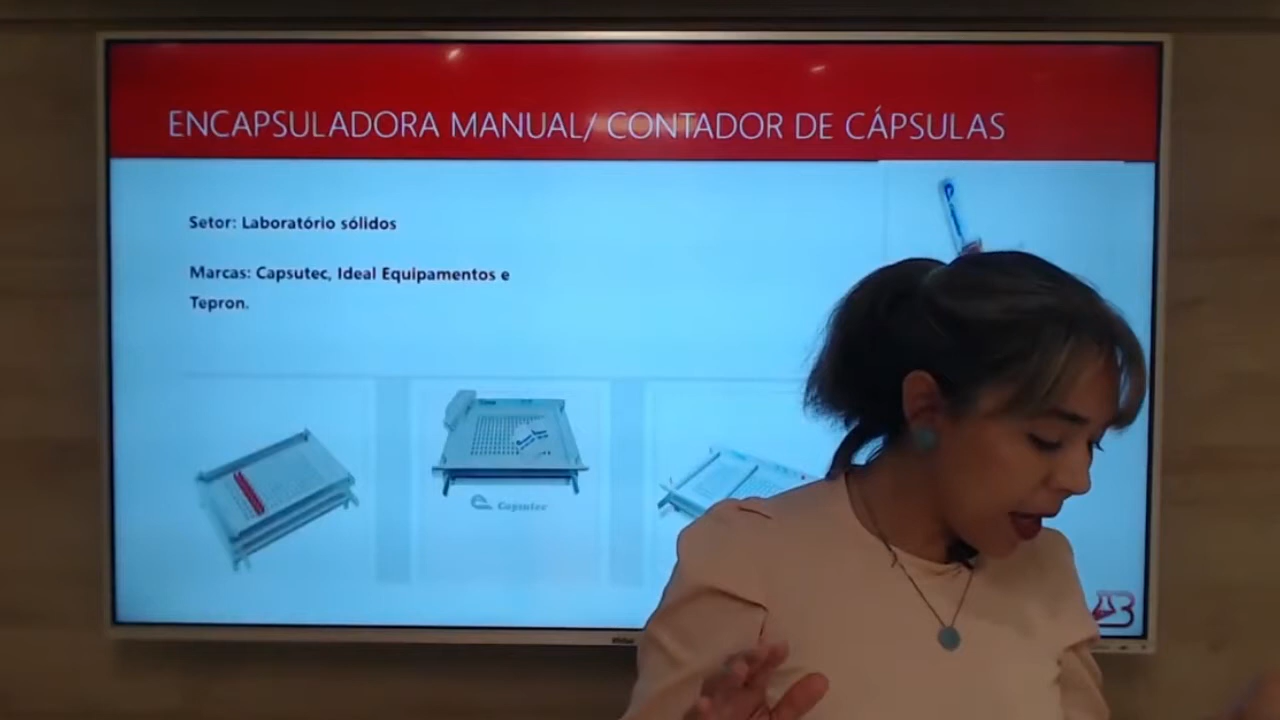 ENCAPSULADORA MANUAL/ CONTADOR DE CÁPSULAS
Setor: Laboratório sólidos
Marcas: Capsutec, Ideal Equipamentos e
Tepron.
Capsutec